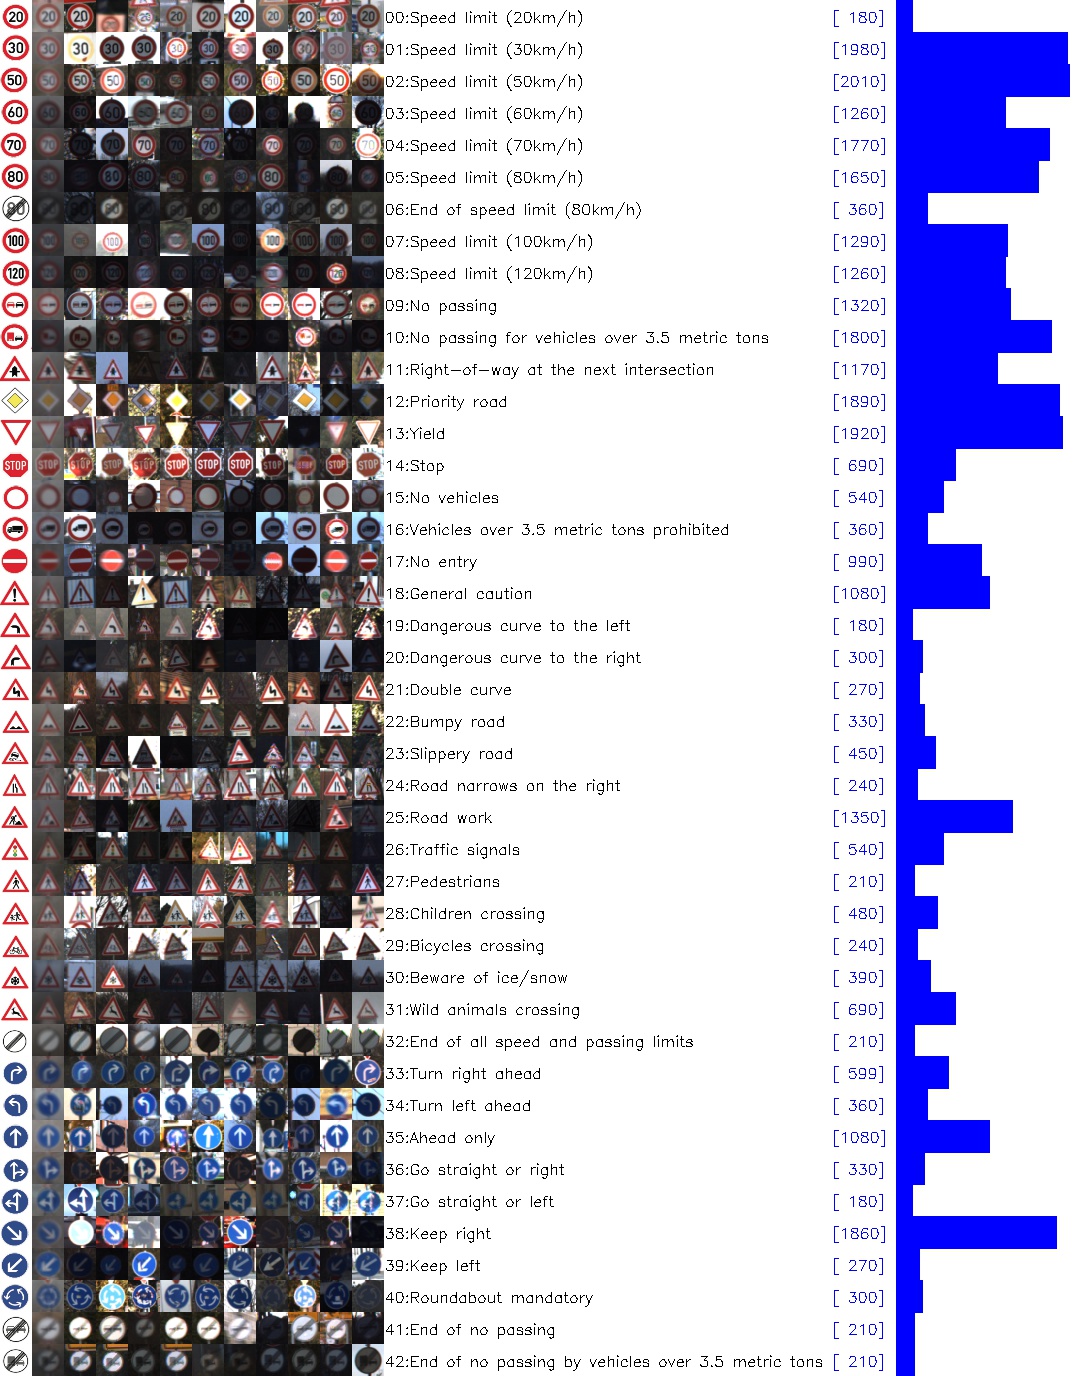 00:Speed limit (20km/h) [ 180]
01:Speed limit (30km/h) [1980]
02:Speed limit (50km/h) [2010]
03:Speed limit (60km/h) [1260]
04:Speed limit (70km/h) [1770]
05:Speed limit (80km/h) [1650]
06:End of speed limit (80km/h) [ 360]
07:Speed limit (100km/h) [1290]
08:Speed limit (120km/h) [1260]
09:No passing [1320]
10:No passing for vehicles over 3.5 metric tons [1800]
11:Right-of-way at the next intersection [1170]
12:Priority road [1890]
13:Yield [1920]
14:Stop [ 690]
15:No vehicles [ 540]
16:Vehicles over 3.5 metric tons prohibited [ 360]
17:No entry [ 990]
18:General caution [1080]
19:Dangerous curve to the left [ 180]
20:Dangerous curve to the right [ 300]
21:Double curve [ 270]
22:Bumpy road [ 330]
23:Slippery road [ 450]
24:Road narrows on the right [ 240]
25:Road work [1350]
26:Traffic signals [ 540]
27:Pedestrians [ 210]
28:Children crossing [ 480]
29:Bicycles crossing [ 240]
30:Beware of ice/snow [ 390]
31:Wild animals crossing [ 690]
32:End of all speed and passing limits [ 210]
33:Turn right ahead [ 599]
34:Turn left ahead [ 360]
35:Ahead only [1080]
36:Go straight or right [ 330]
37:Go straight or left [ 180]
38:Keep right [1860]
39:Keep left [ 270]
40:Roundabout mandatory [ 300]
41:End of no passing [ 210]
42:End of no passing by vehicles over 3.5 metric tons [ 210]